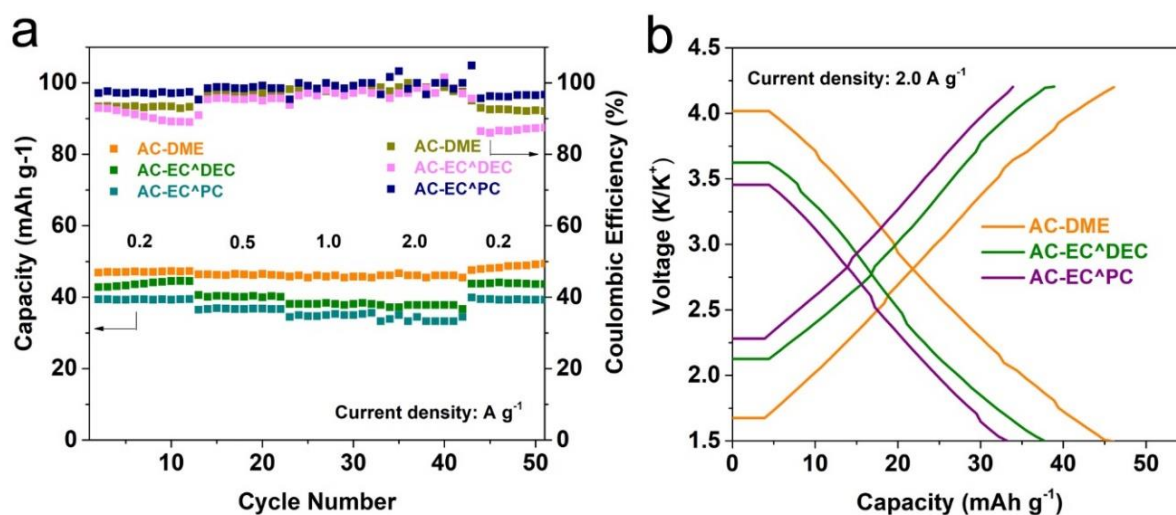 a
Capacity (mAh g-1)
100
80
60
40
20
0
AC-DME
AC-EC^DEC
AC-EC^PC
AC-DME
AC-EC^DEC
AC-EC^PC
0.2
0.5
1.0
2.0
0.2
Current density: A g⁻¹
0
10
20
30
40
50
Cycle Number
100
80
60
40
20
0
Coulombic Efficiency (%)
b
Voltage (K/K⁺)
4.0
3.5
3.0
2.5
2.0
1.5
Current density: 2.0 A g⁻¹
AC-DME
AC-EC^DEC
AC-EC^PC
0
10
20
30
40
50
Capacity (mAh g⁻¹)